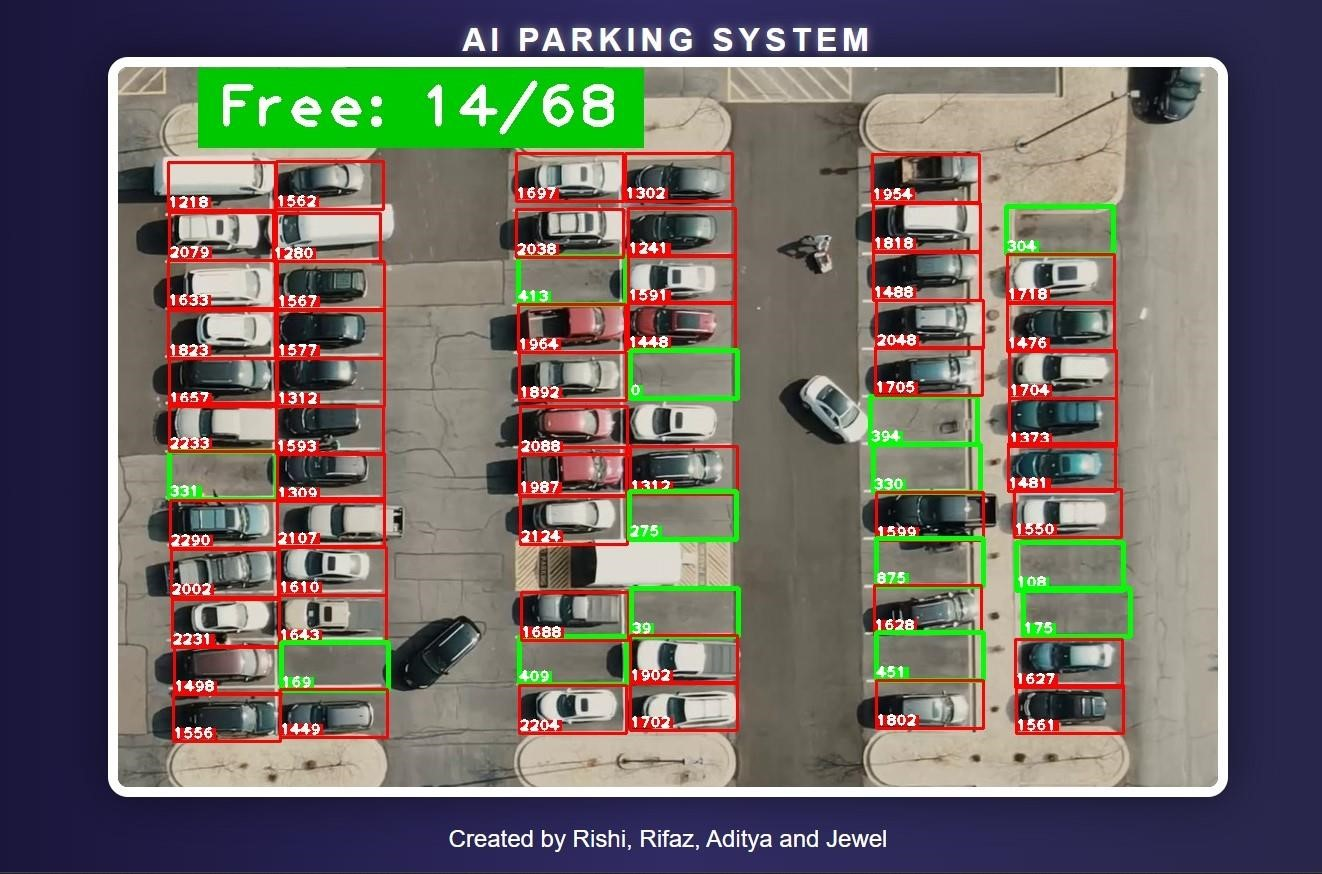 AI PARKING SYSTEM
Free: 14/68
1218 1562 1697 1302 1954
2079 1280 2038 1241 1818 304
1633 1567 413 1591 1488 1718
1823 1577 1964 1448 2048 1476
1657 1312 1892 0 1705 1704
2233 1593 2088 394 1373
331 1309 1987 1312 330 1481
2290 2107 2124 275 1599 1550
2002 1610 875 108
2231 1643 1688 39 1628 175
1498 169 409 1902 451 1627
1556 1449 2204 1702 1802 1561
Created by Rishi, Rifaz, Aditya and Jewel